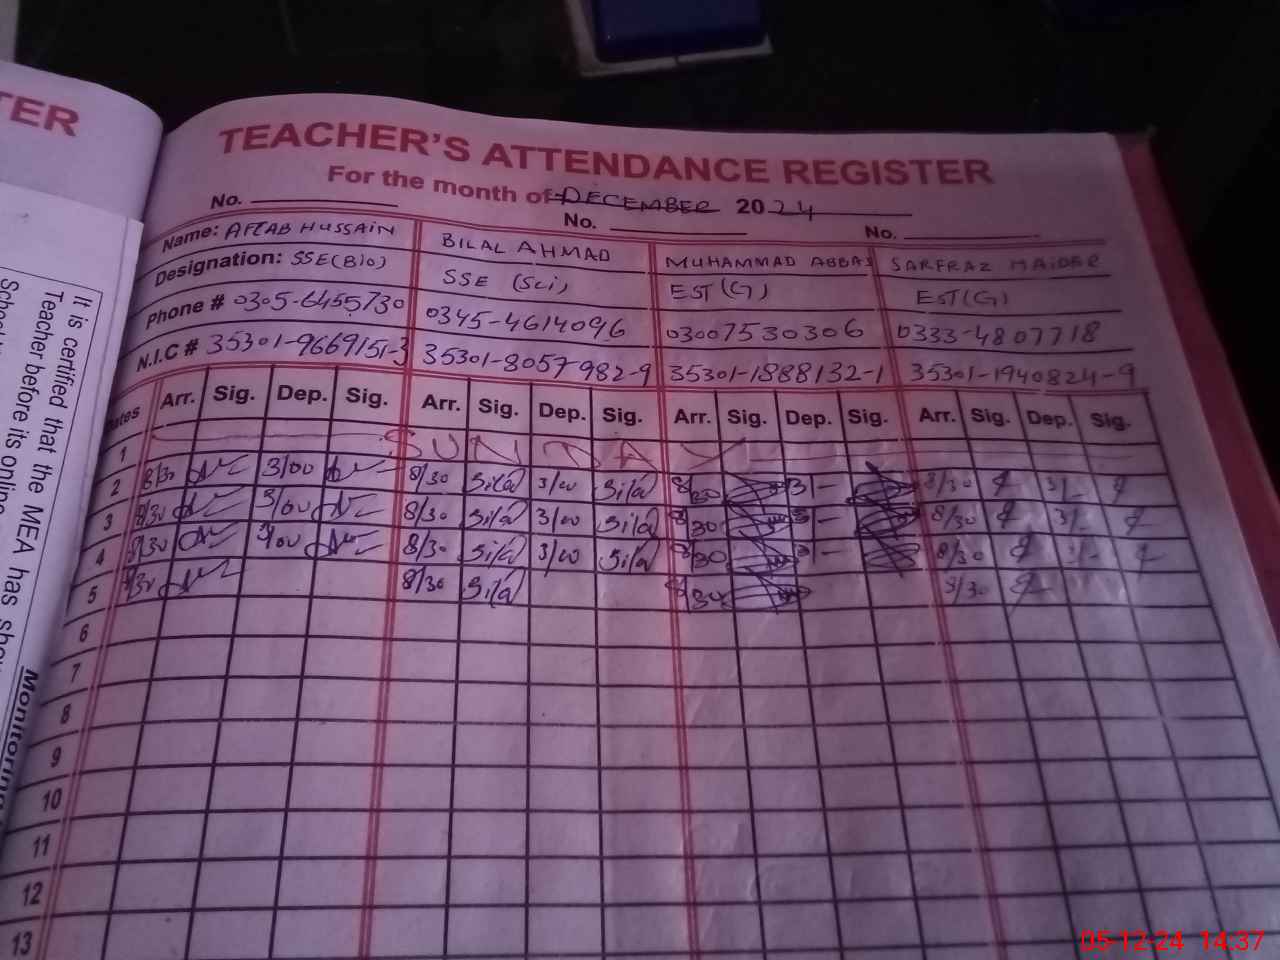 TER
TEACHER'S ATTENDANCE REGISTER
For the month of DECEMBER 2024
No. No. No.
Name: AFTAB HUSSAIN BILAL AHMAD MUHAMMAD ABBAS SARFRAZ HAIDER
Designation: SSE(Bio) SSE (Sci) EST(G) EST(G)
Phone # 0305-6455730 0345-4614096 03007530306 0333-4807718
N.I.C # 35301-9669151-3 35301-8057982-9 35301-1888132-1 35301-1940824-9
Dates Arr. Sig. Dep. Sig. Arr. Sig. Dep. Sig. Arr. Sig. Dep. Sig. Arr. Sig. Dep. Sig.
1 SUNDAY
2 8/30 3/00 8/30 3/00 8/30 3/- 8/30 3/-
3 8/30 3/00 8/30 3/00 8/30 3/- 8/30 3/-
4 8/30 3/00 8/30 3/00 8/30 3/- 8/30 3/-
5 8/30 8/30 8/30 8/30
6
7
8
9
10
11
12
13
It is certified that the MEA has
Teacher before its online
Monitoring
05-12-24 14:37